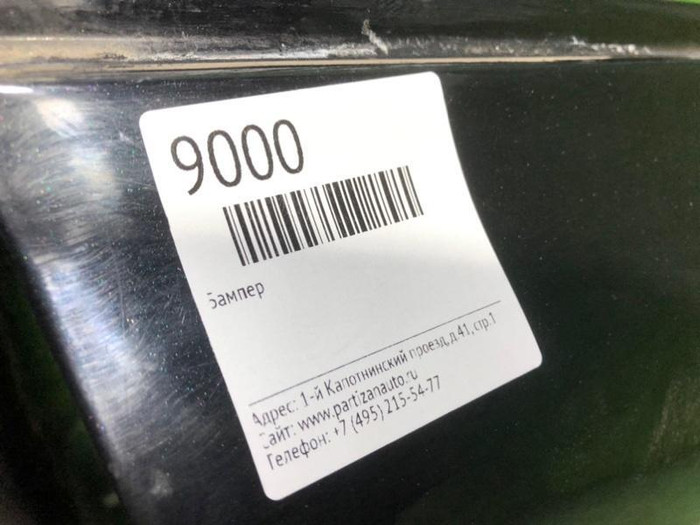 9000
Бампер
Адрес: 1-й Капотнинский проезд, д.41, стр.1
Сайт: www.partizanauto.ru
Телефон: +7 (495) 215-54-77